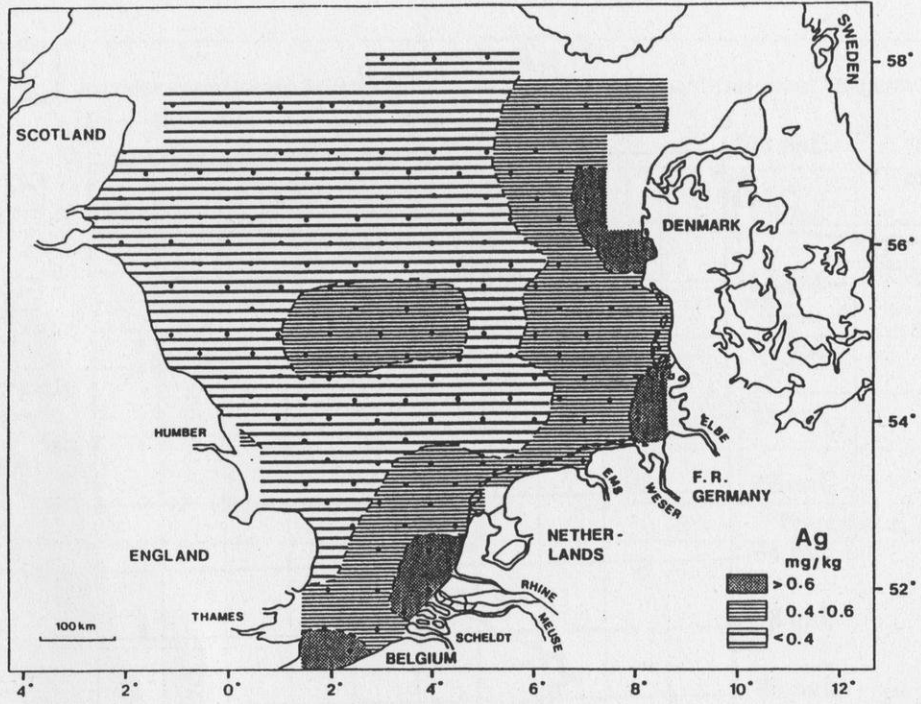 SWEDEN
58°
SCOTLAND
DENMARK
56°
HUMBER
54°
ELBE
WESER
EMS
F. R.
GERMANY
ENGLAND
NETHER-
LANDS
Ag
mg/kg
> 0.6
0.4-0.6
<0.4
52°
RHINE
MEUSE
THAMES
SCHELDT
100 km
BELGIUM
4 2 0° 2° 4° 6° 8° 10° 12°